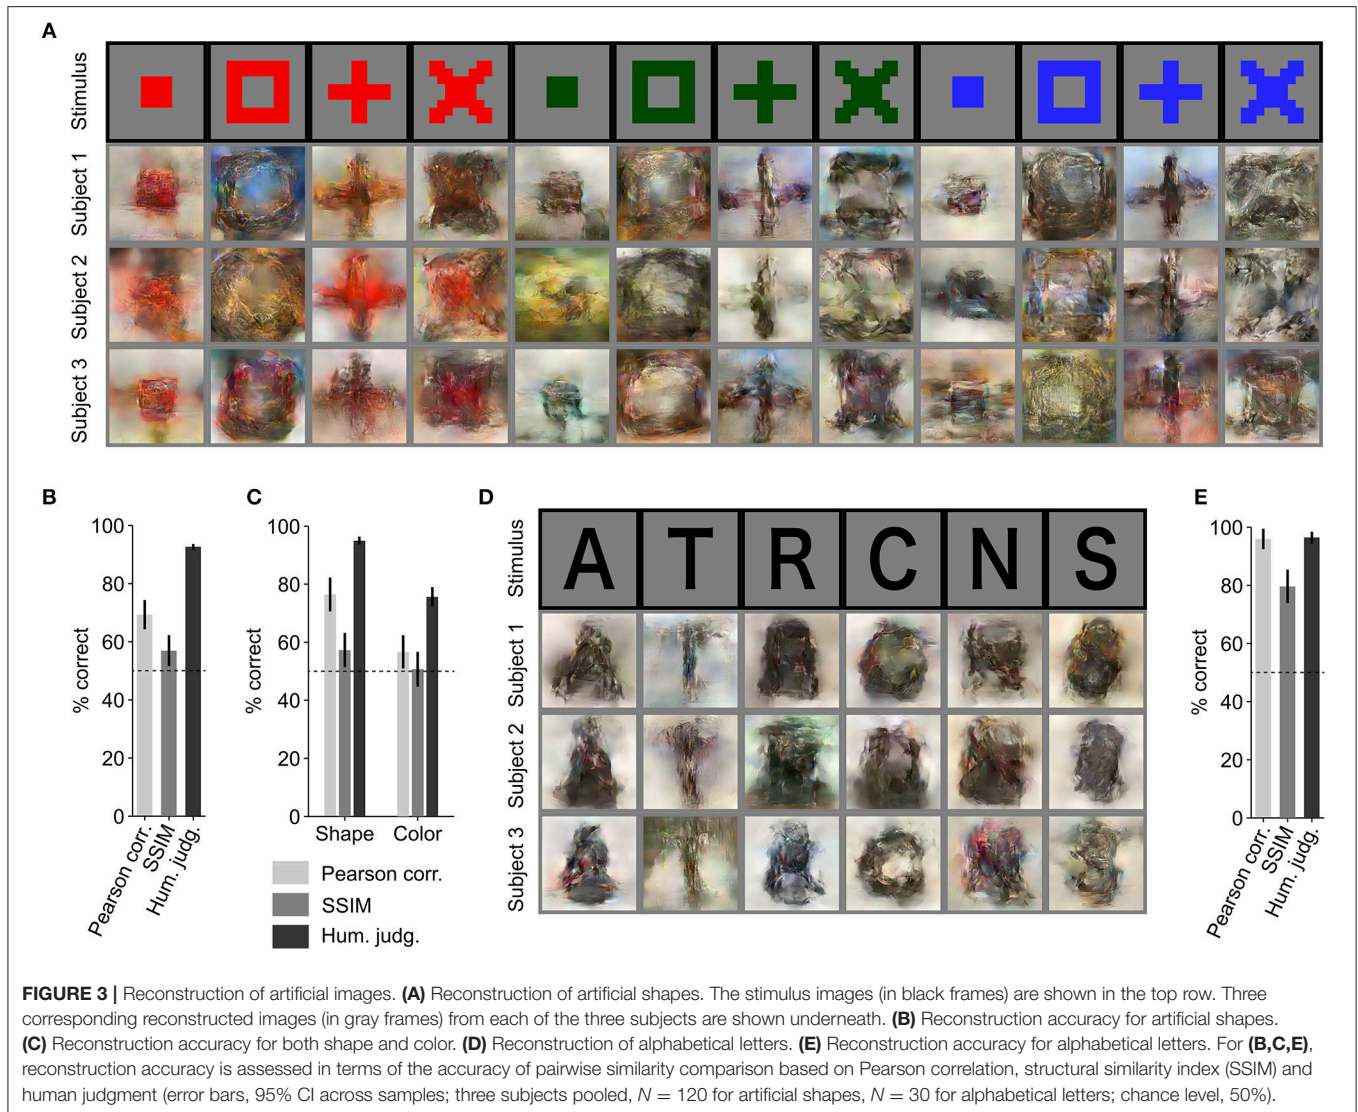 A
Stimulus
Subject 1
Subject 2
Subject 3
B
100
80
60
40
20
0
% correct
Pearson corr.
SSIM
Hum. judg.
C
100
80
60
40
20
0
% correct
Shape Color
Pearson corr.
SSIM
Hum. judg.
D
Stimulus
A T R C N S
Subject 1
Subject 2
Subject 3
E
100
80
60
40
20
0
% correct
Pearson corr.
SSIM
Hum. judg.
FIGURE 3 | Reconstruction of artificial images. (A) Reconstruction of artificial shapes. The stimulus images (in black frames) are shown in the top row. Three
corresponding reconstructed images (in gray frames) from each of the three subjects are shown underneath. (B) Reconstruction accuracy for artificial shapes.
(C) Reconstruction accuracy for both shape and color. (D) Reconstruction of alphabetical letters. (E) Reconstruction accuracy for alphabetical letters. For (B,C,E),
reconstruction accuracy is assessed in terms of the accuracy of pairwise similarity comparison based on Pearson correlation, structural similarity index (SSIM) and
human judgment (error bars, 95% CI across samples; three subjects pooled, N = 120 for artificial shapes, N = 30 for alphabetical letters; chance level, 50%).